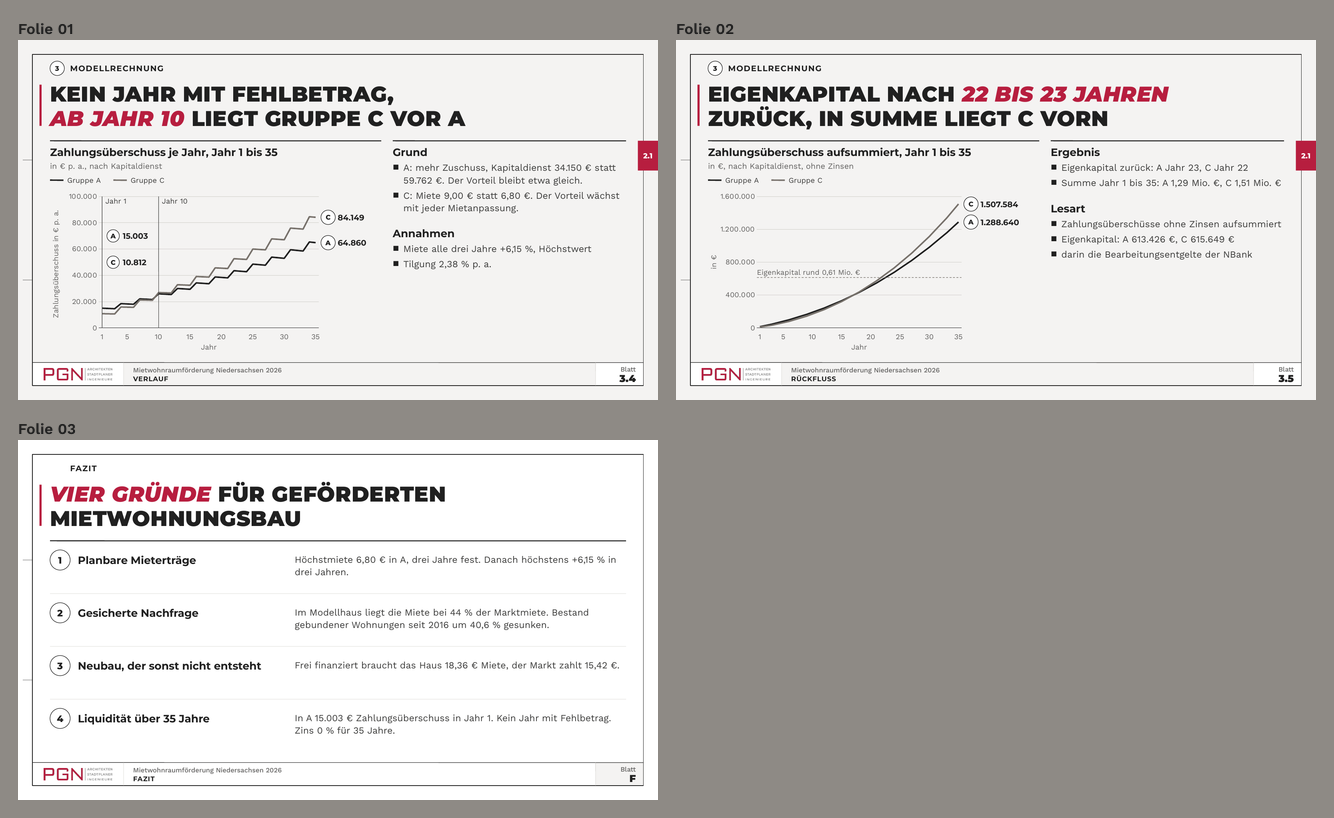 Folie 01
3 MODELLRECHNUNG
KEIN JAHR MIT FEHLBETRAG,
AB JAHR 10 LIEGT GRUPPE C VOR A
Zahlungsüberschuss je Jahr, Jahr 1 bis 35
in € p. a., nach Kapitaldienst
Gruppe A Gruppe C
Zahlungsüberschuss in € p. a.
100.000
80.000
60.000
40.000
20.000
0
Jahr 1 Jahr 10
A 15.003
C 10.812
C 84.149
A 64.860
1 5 10 15 20 25 30 35
Jahr
Grund
A: mehr Zuschuss, Kapitaldienst 34.150 € statt
59.762 €. Der Vorteil bleibt etwa gleich.
C: Miete 9,00 € statt 6,80 €. Der Vorteil wächst
mit jeder Mietanpassung.
Annahmen
Miete alle drei Jahre +6,15 %, Höchstwert
Tilgung 2,38 % p. a.
2.1
PGN ARCHITEKTEN
STADTPLANER
INGENIEURE
Mietwohnraumförderung Niedersachsen 2026
VERLAUF
Blatt
3.4
Folie 02
3 MODELLRECHNUNG
EIGENKAPITAL NACH 22 BIS 23 JAHREN
ZURÜCK, IN SUMME LIEGT C VORN
Zahlungsüberschuss aufsummiert, Jahr 1 bis 35
in €, nach Kapitaldienst, ohne Zinsen
Gruppe A Gruppe C
in €
1.600.000
1.200.000
800.000
400.000
0
Eigenkapital rund 0,61 Mio. €
C 1.507.584
A 1.288.640
1 5 10 15 20 25 30 35
Jahr
Ergebnis
Eigenkapital zurück: A Jahr 23, C Jahr 22
Summe Jahr 1 bis 35: A 1,29 Mio. €, C 1,51 Mio. €
Lesart
Zahlungsüberschüsse ohne Zinsen aufsummiert
Eigenkapital: A 613.426 €, C 615.649 €
darin die Bearbeitungsentgelte der NBank
2.1
PGN ARCHITEKTEN
STADTPLANER
INGENIEURE
Mietwohnraumförderung Niedersachsen 2026
RÜCKFLUSS
Blatt
3.5
Folie 03
FAZIT
VIER GRÜNDE FÜR GEFÖRDERTEN
MIETWOHNUNGSBAU
1 Planbare Mieterträge
Höchstmiete 6,80 € in A, drei Jahre fest. Danach höchstens +6,15 % in
drei Jahren.
2 Gesicherte Nachfrage
Im Modellhaus liegt die Miete bei 44 % der Marktmiete. Bestand
gebundener Wohnungen seit 2016 um 40,6 % gesunken.
3 Neubau, der sonst nicht entsteht
Frei finanziert braucht das Haus 18,36 € Miete, der Markt zahlt 15,42 €.
4 Liquidität über 35 Jahre
In A 15.003 € Zahlungsüberschuss in Jahr 1. Kein Jahr mit Fehlbetrag.
Zins 0 % für 35 Jahre.
PGN ARCHITEKTEN
STADTPLANER
INGENIEURE
Mietwohnraumförderung Niedersachsen 2026
FAZIT
Blatt
F